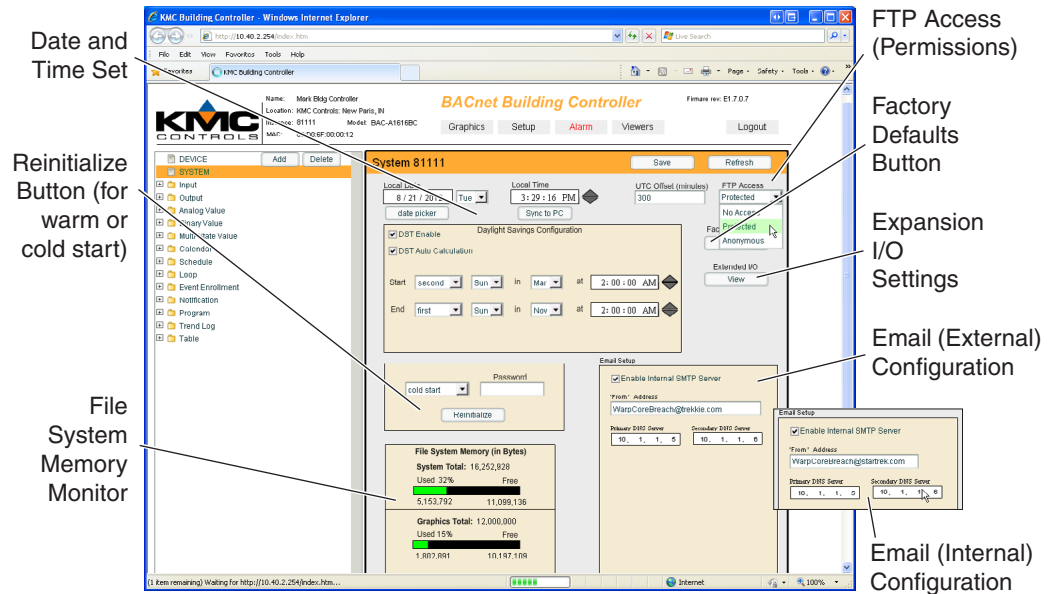 Date and
Time Set
Reinitialize
Button (for
warm or
cold start)
File
System
Memory
Monitor
FTP Access
(Permissions)
Factory
Defaults
Button
Expansion
I/O
Settings
Email (External)
Configuration
Email (Internal)
Configuration
KMC Building Controller - Windows Internet Explorer
http://10.40.2.254/index.htm
Live Search
File Edit View Favorites Tools Help
Favorites KMC Building Controller
Page Safety Tools
KMC
CONTROLS
Name: Mark Bldg Controller
Location: KMC Controls: New Paris, IN
81111 Model: BAC-A1616BC
MAC:
BACnet Building Controller
Firmare rev: E1.7.0.7
Graphics Setup Alarm Viewers Logout
DEVICE Add Delete
SYSTEM
Input
Output
Analog Value
Binary Value
Calendar
Schedule
Loop
Event Enrollment
Notification
Program
Trend Log
Table
System 81111 Save Refresh
Local Date Local Time UTC Offset (minutes) FTP Access
8 / 21 / 2012 Tue 3:29:16 PM 300 Protected
date picker Sync to PC No Access
Protected
Anonymous
Daylight Savings Configuration
DST Enable
DST Auto Calculation
Start second Sun in Mar at 2:00:00 AM
End first Sun in Nov at 2:00:00 AM
Extended I/O
View
Password
cold start
Reinitialize
File System Memory (in Bytes)
System Total: 16,252,928
Used 32% Free
5,153,792 11,099,136
Graphics Total: 12,000,000
Used 15% Free
1,802,891 10,197,109
Email Setup
Enable Internal SMTP Server
'From' Address
WarpCoreBreach@trekkie.com
Primary DNS Server Secondary DNS Server
10. 1. 1. 5 10. 1. 1. 6
Email Setup
Enable Internal SMTP Server
'From' Address
WarpCoreBreach@startrek.com
Primary DNS Server Secondary DNS Server
10. 1. 1. 5 10. 1. 1. 6
(1 item remaining) Waiting for http://10.40.2.254/index.htm...
Internet 100%